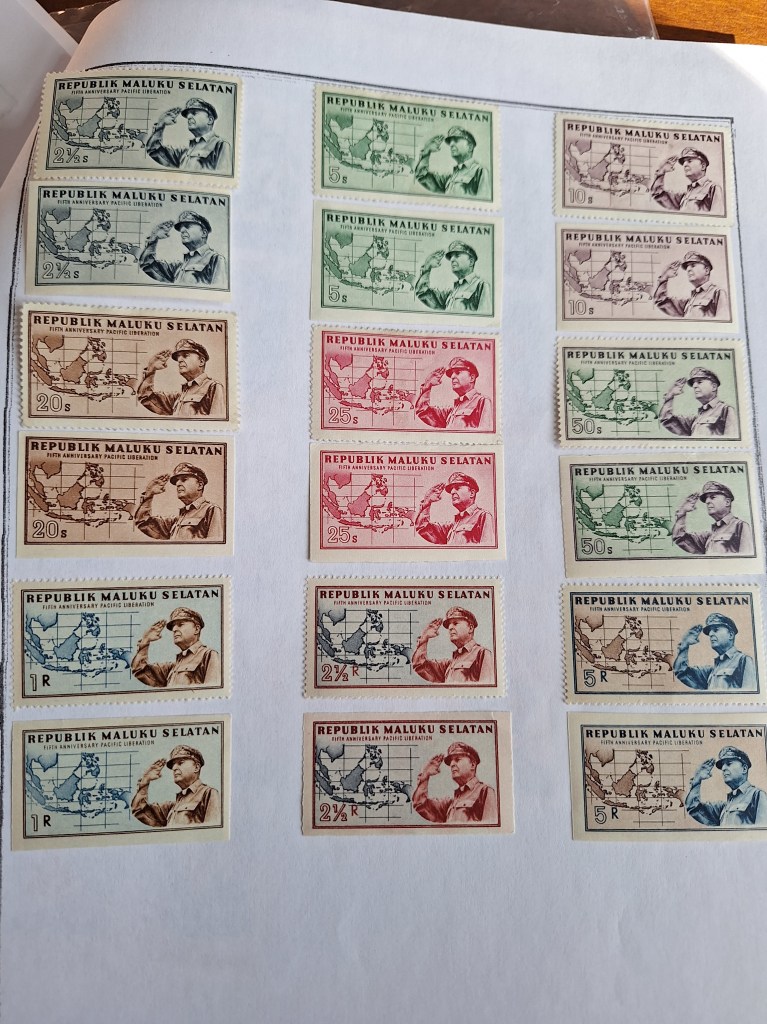 REPUBLIK MALUKU SELATAN
FIFTH ANNIVERSARY PACIFIC LIBERATION
2½ s
REPUBLIK MALUKU SELATAN
FIFTH ANNIVERSARY PACIFIC LIBERATION
5 s
REPUBLIK MALUKU SELATAN
FIFTH ANNIVERSARY PACIFIC LIBERATION
10 s
REPUBLIK MALUKU SELATAN
FIFTH ANNIVERSARY PACIFIC LIBERATION
2½ s
REPUBLIK MALUKU SELATAN
FIFTH ANNIVERSARY PACIFIC LIBERATION
5 s
REPUBLIK MALUKU SELATAN
FIFTH ANNIVERSARY PACIFIC LIBERATION
10 s
REPUBLIK MALUKU SELATAN
FIFTH ANNIVERSARY PACIFIC LIBERATION
20 s
REPUBLIK MALUKU SELATAN
FIFTH ANNIVERSARY PACIFIC LIBERATION
25 s
REPUBLIK MALUKU SELATAN
FIFTH ANNIVERSARY PACIFIC LIBERATION
50 s
REPUBLIK MALUKU SELATAN
FIFTH ANNIVERSARY PACIFIC LIBERATION
20 s
REPUBLIK MALUKU SELATAN
FIFTH ANNIVERSARY PACIFIC LIBERATION
25 s
REPUBLIK MALUKU SELATAN
FIFTH ANNIVERSARY PACIFIC LIBERATION
50 s
REPUBLIK MALUKU SELATAN
FIFTH ANNIVERSARY PACIFIC LIBERATION
1 R
REPUBLIK MALUKU SELATAN
FIFTH ANNIVERSARY PACIFIC LIBERATION
2½ R
REPUBLIK MALUKU SELATAN
FIFTH ANNIVERSARY PACIFIC LIBERATION
5 R
REPUBLIK MALUKU SELATAN
FIFTH ANNIVERSARY PACIFIC LIBERATION
1 R
REPUBLIK MALUKU SELATAN
FIFTH ANNIVERSARY PACIFIC LIBERATION
2½ R
REPUBLIK MALUKU SELATAN
FIFTH ANNIVERSARY PACIFIC LIBERATION
5 R